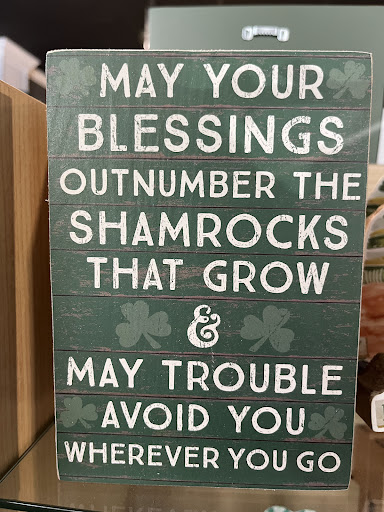 MAY YOUR
BLESSINGS
OUTNUMBER THE
SHAMROCKS
THAT GROW
&
MAY TROUBLE
AVOID YOU
WHEREVER YOU GO